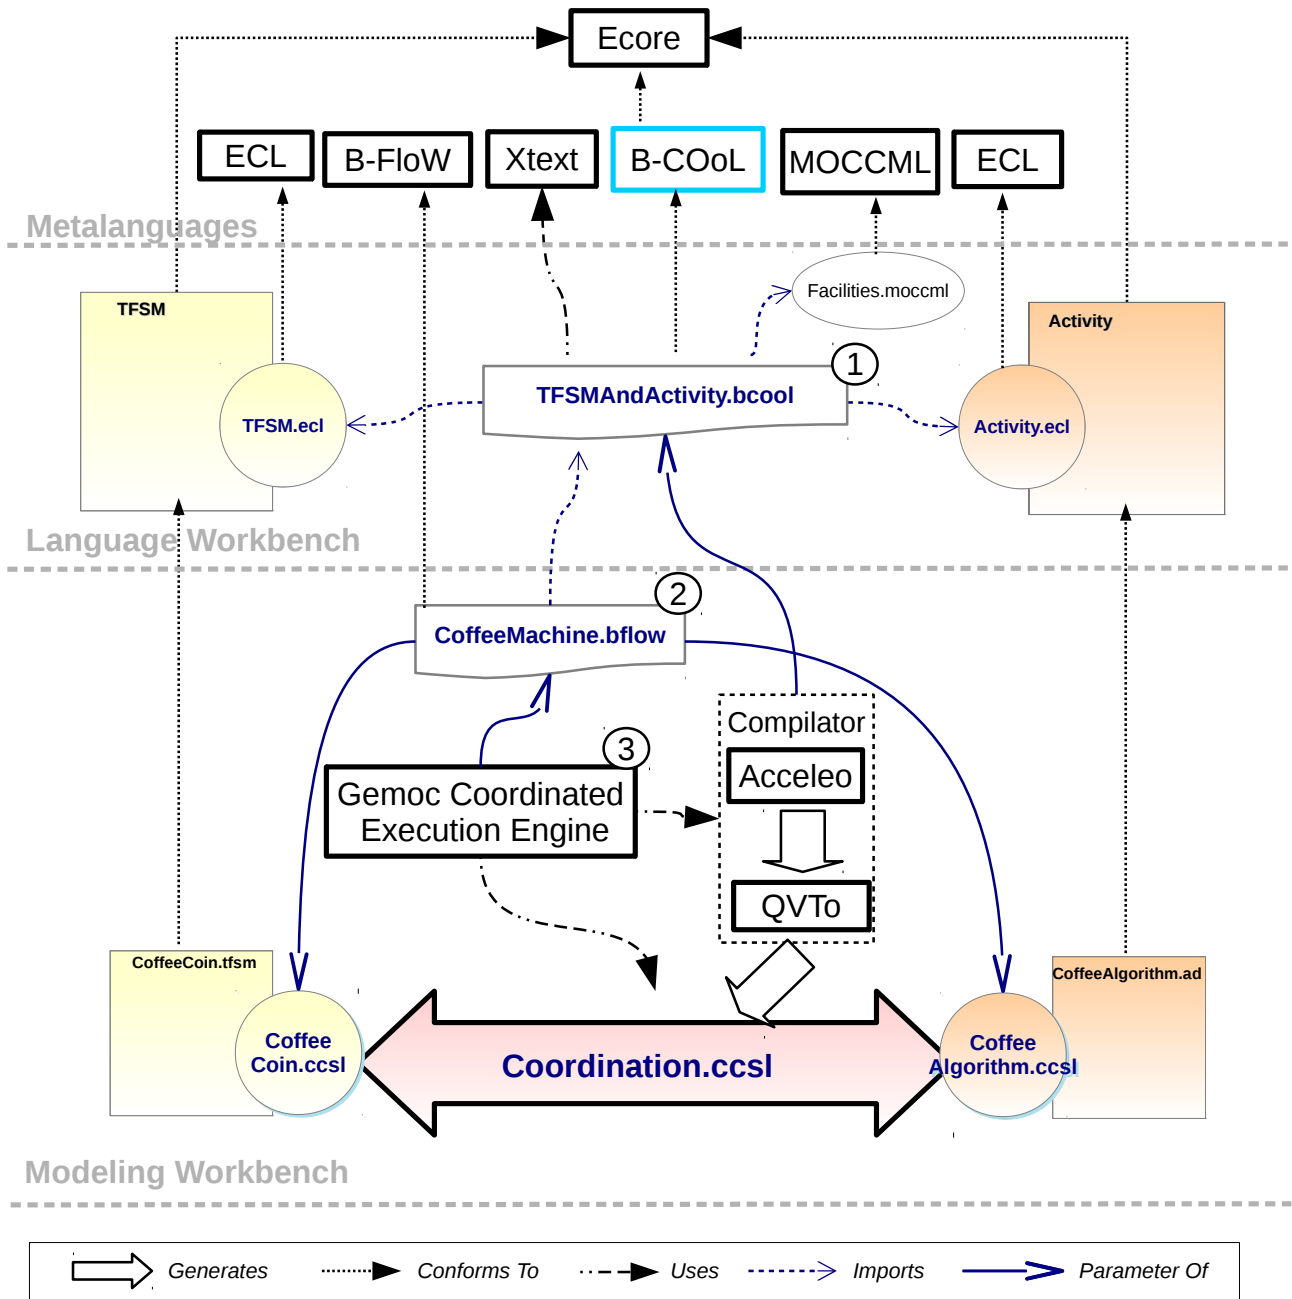 Ecore
ECL
B-FloW
Xtext
B-COoL
MOCCML
ECL
Metalanguages
TFSM
Facilities.moccml
Activity
1
TFSMAndActivity.bcool
TFSM.ecl
Activity.ecl
Language Workbench
2
CoffeeMachine.bflow
Compilator
3
Acceleo
Gemoc Coordinated
Execution Engine
QVTo
CoffeeCoin.tfsm
CoffeeAlgorithm.ad
Coffee
Coin.ccsl
Coordination.ccsl
Coffee
Algorithm.ccsl
Modeling Workbench
Generates
Conforms To
Uses
Imports
Parameter Of